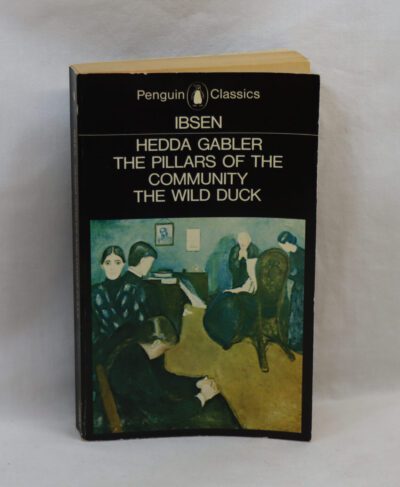 Penguin Classics
IBSEN
HEDDA GABLER
THE PILLARS OF THE
COMMUNITY
THE WILD DUCK